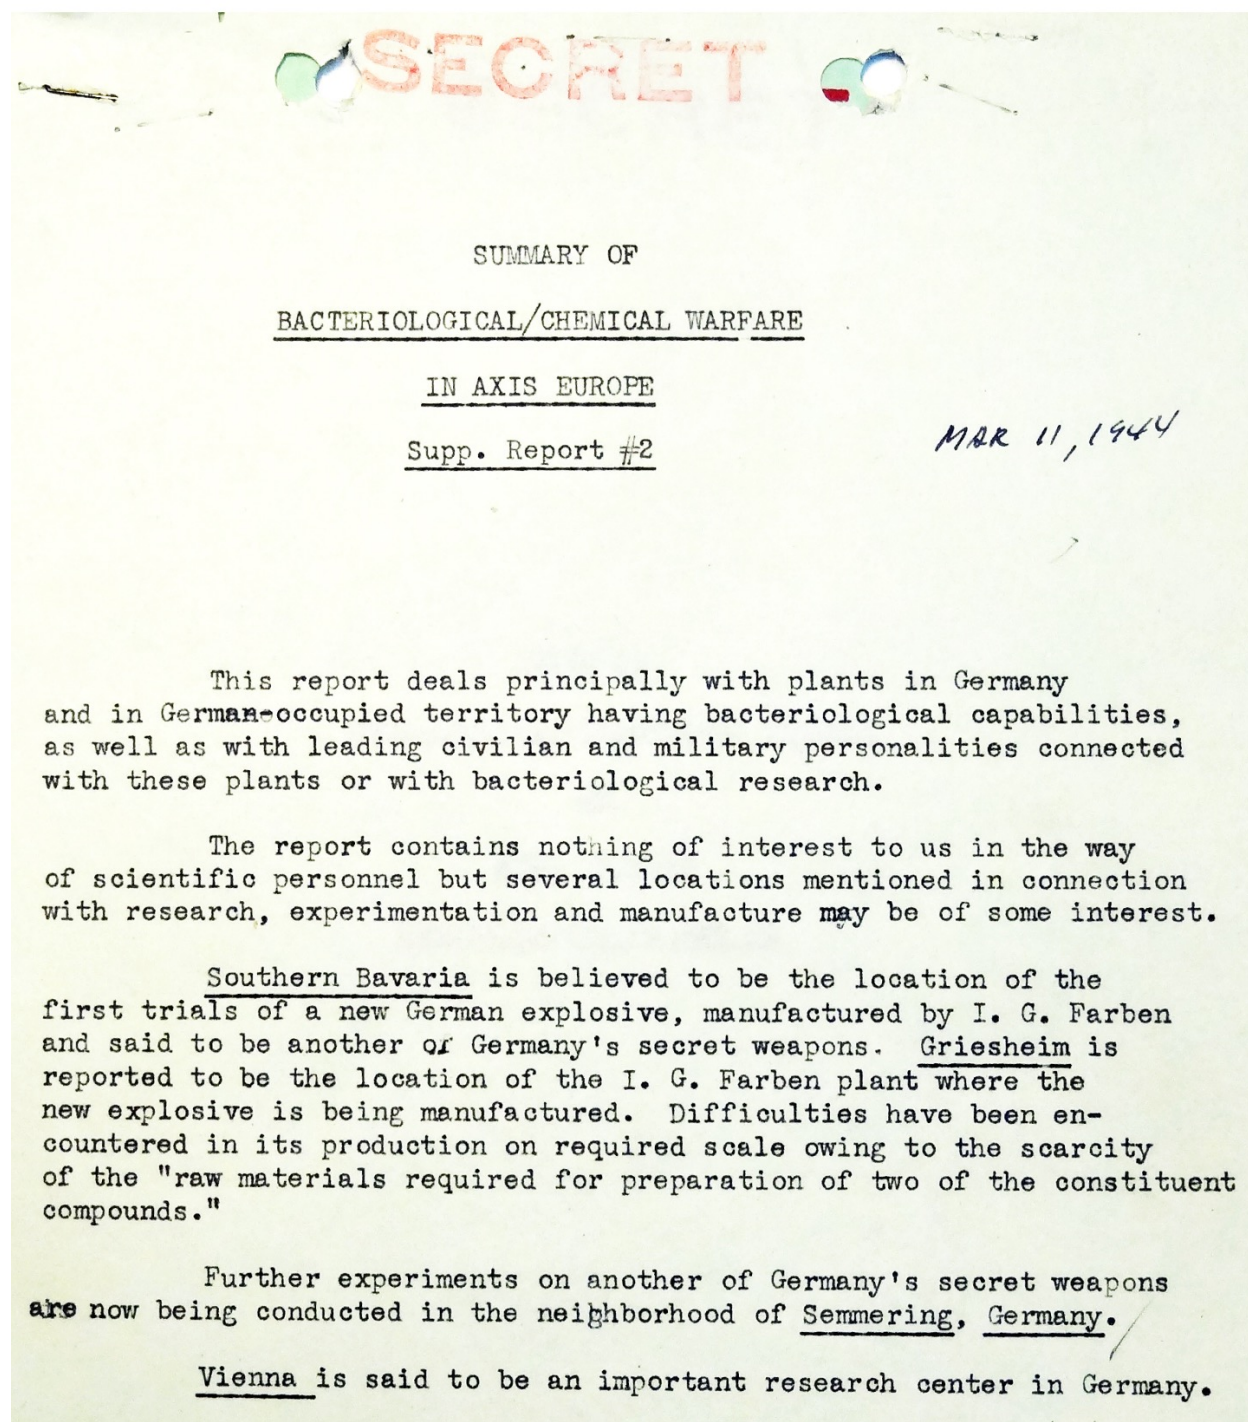 SECRET
SUMMARY OF
BACTERIOLOGICAL/CHEMICAL WARFARE
IN AXIS EUROPE
Supp. Report #2
MAR 11, 1944
This report deals principally with plants in Germany
and in German-occupied territory having bacteriological capabilities,
as well as with leading civilian and military personalities connected
with these plants or with bacteriological research.
The report contains nothing of interest to us in the way
of scientific personnel but several locations mentioned in connection
with research, experimentation and manufacture may be of some interest.
Southern Bavaria is believed to be the location of the
first trials of a new German explosive, manufactured by I. G. Farben
and said to be another of Germany's secret weapons. Griesheim is
reported to be the location of the I. G. Farben plant where the
new explosive is being manufactured. Difficulties have been en-
countered in its production on required scale owing to the scarcity
of the "raw materials required for preparation of two of the constituent
compounds."
Further experiments on another of Germany's secret weapons
are now being conducted in the neighborhood of Semmering, Germany.
Vienna is said to be an important research center in Germany.